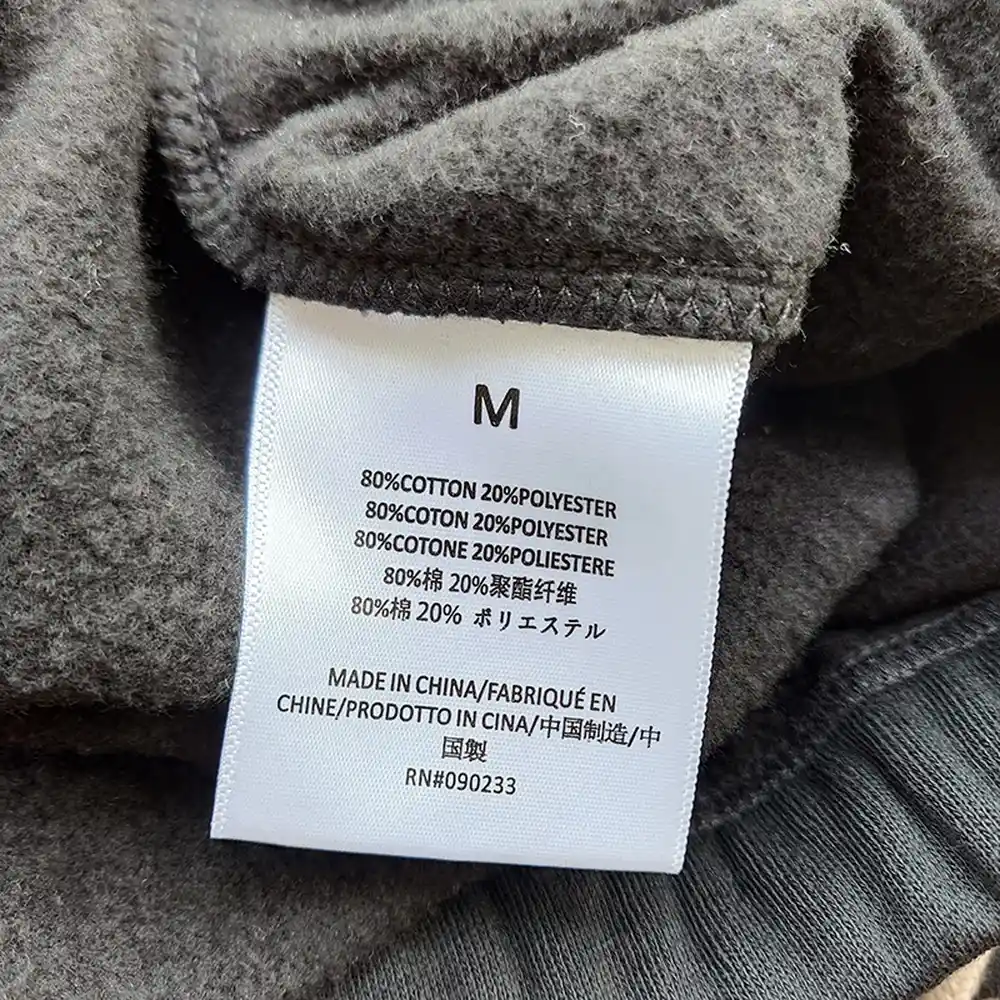 M
80%COTTON 20%POLYESTER
80%COTON 20%POLYESTER
80%COTONE 20%POLIESTERE
80%棉 20%聚酯纤维
80%棉 20% ポリエステル
MADE IN CHINA/FABRIQUÉ EN
CHINE/PRODOTTO IN CINA/中国制造/中
国製
RN#090233